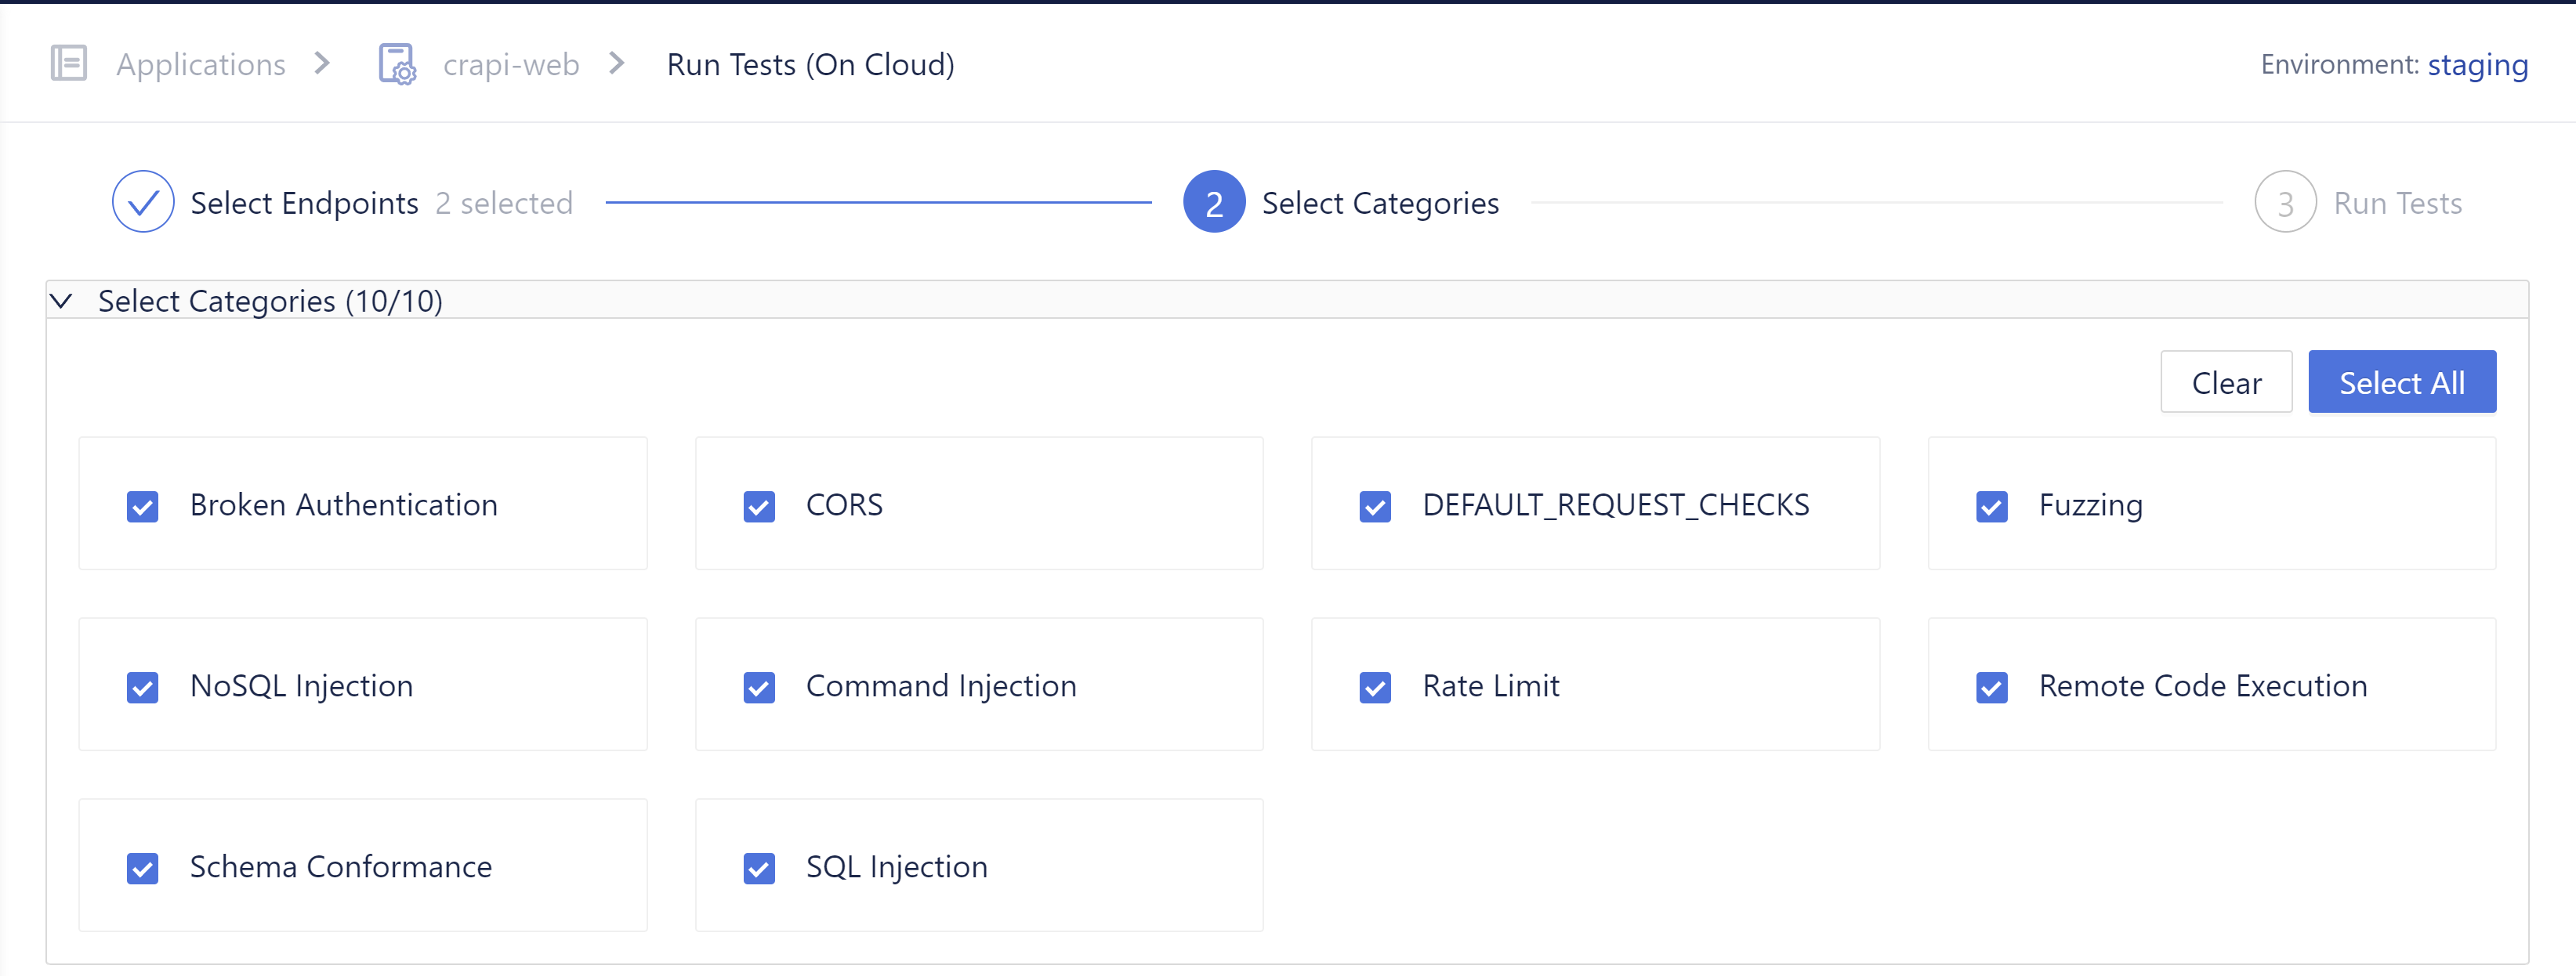 Applications > crapi-web > Run Tests (On Cloud) Environment: staging
Select Endpoints 2 selected 2 Select Categories 3 Run Tests
Select Categories (10/10)
Clear Select All
Broken Authentication CORS DEFAULT_REQUEST_CHECKS Fuzzing
NoSQL Injection Command Injection Rate Limit Remote Code Execution
Schema Conformance SQL Injection